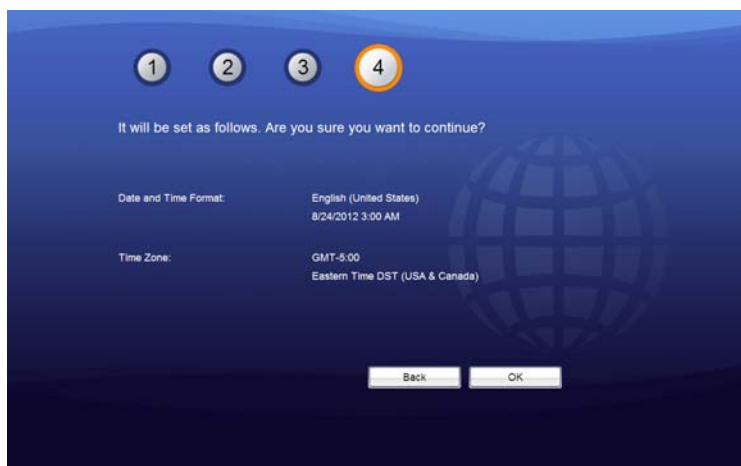 1 2 3 4
It will be set as follows. Are you sure you want to continue?
Date and Time Format: English (United States)
8/24/2012 3:00 AM
Time Zone: GMT-5:00
Eastern Time DST (USA & Canada)
Back OK